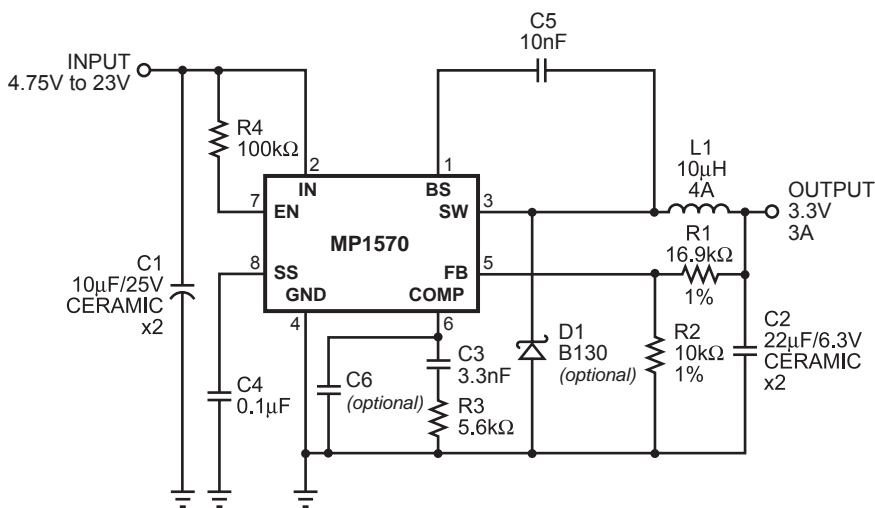 C5
10nF
INPUT
4.75V to 23V
R4
100kΩ
2
1
L1
10µH
4A
IN
BS
7
EN
SW
3
OUTPUT
3.3V
3A
MP1570
R1
16.9kΩ
1%
C1
10µF/25V
CERAMIC
x2
8
SS
FB
5
GND
COMP
4
6
D1
B130
(optional)
R2
10kΩ
1%
C2
22µF/6.3V
CERAMIC
x2
C4
0.1µF
C6
(optional)
C3
3.3nF
R3
5.6kΩ